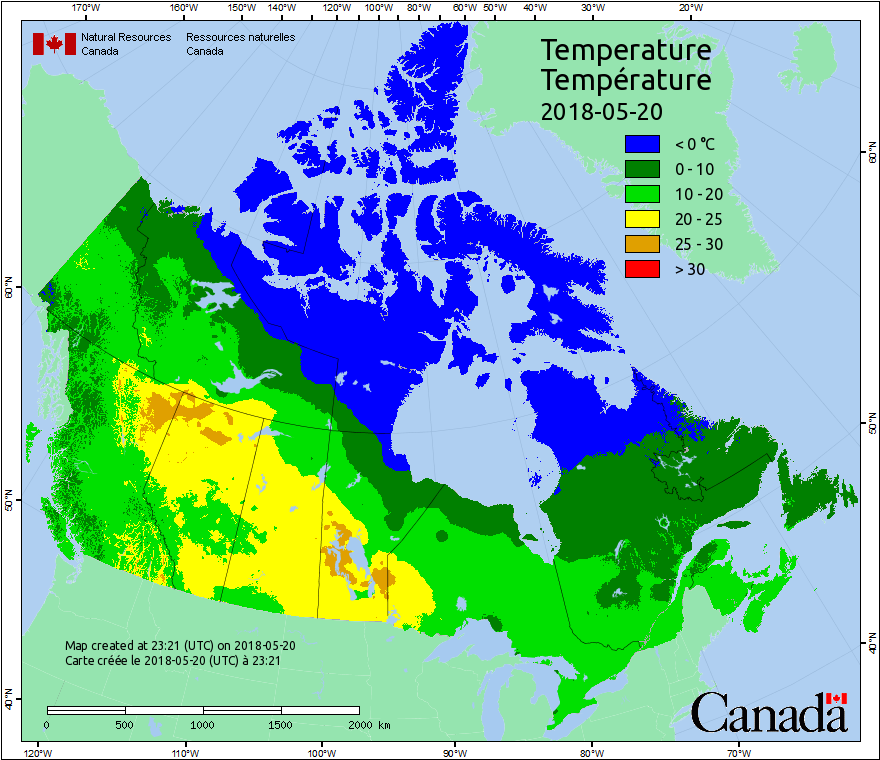 170°W 160°W 150°W 140°W 120°W 100°W 80°W 60°W 50°W 40°W 30°W 20°W
Natural Resources Ressources naturelles
Canada Canada
Temperature
Température
2018-05-20
< 0 °C
0 - 10
10 - 20
20 - 25
25 - 30
> 30
60°N
60°N
50°N
50°N
40°N
40°N
Map created at 23:21 (UTC) on 2018-05-20
Carte créée le 2018-05-20 (UTC) à 23:21
0 500 1000 1500 2000 km
Canada
120°W 110°W 100°W 90°W 80°W 70°W